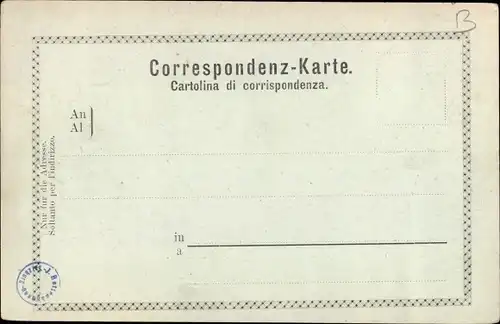 B
Correspondenz-Karte.
Cartolina di corrispondenza.
An
Al
Nur für die Adresse.
Soltanto per l'indirizzo.
in
a